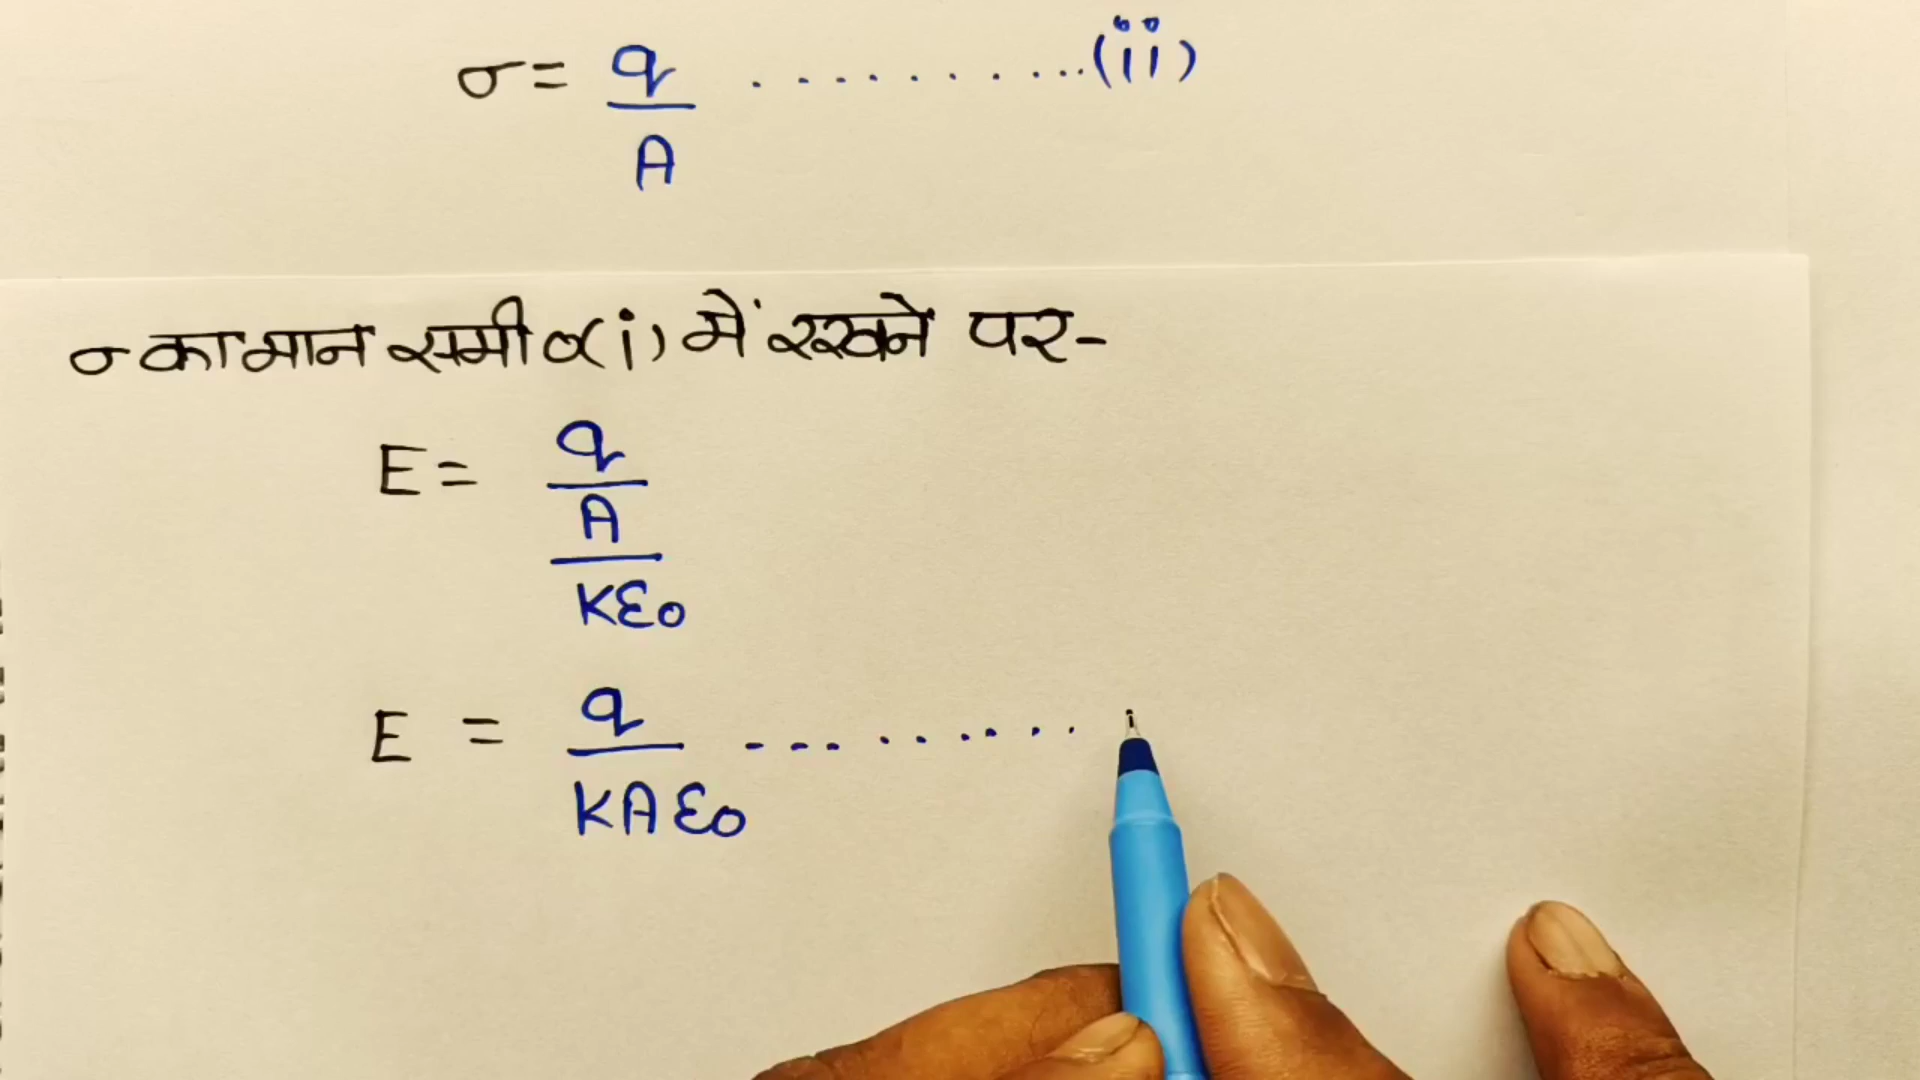 σ = q/A ...........(ii)
σ का मान समी० (i) में रखने पर-
E = q/A/Kε₀
E = q/KAε₀ ..........